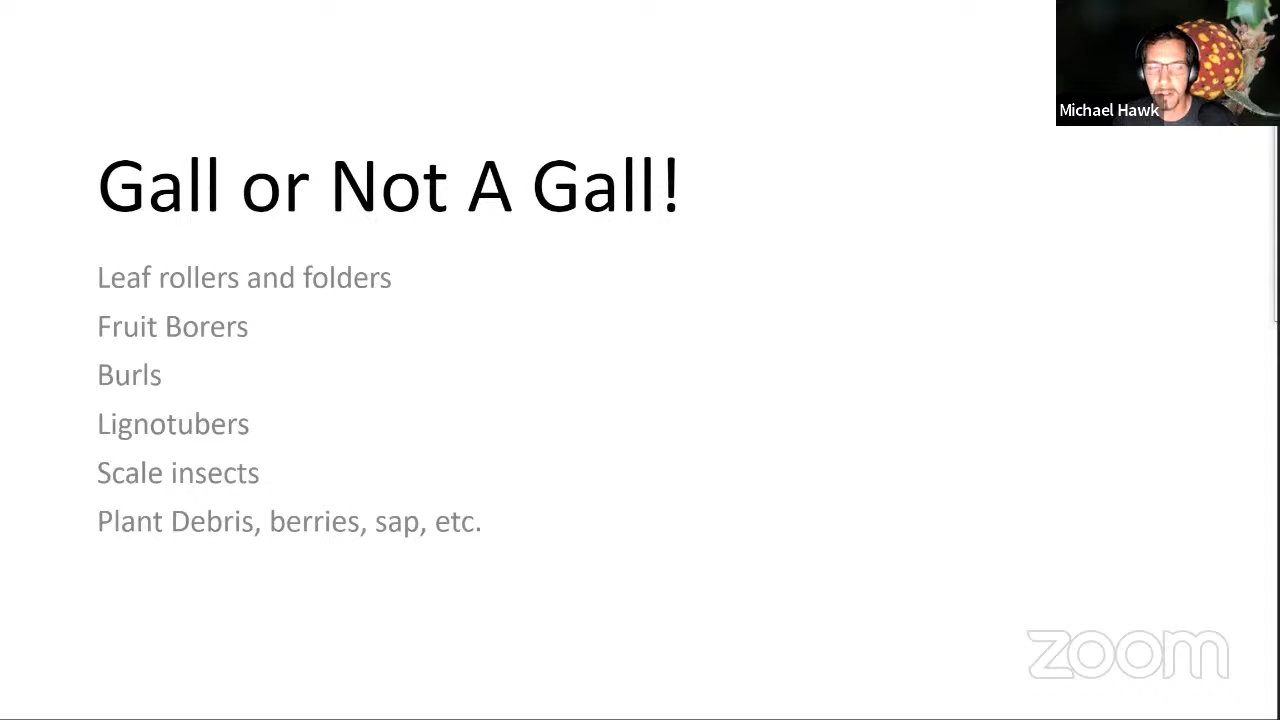 Michael Hawk
Gall or Not A Gall!
Leaf rollers and folders
Fruit Borers
Burls
Lignotubers
Scale insects
Plant Debris, berries, sap, etc.
zoom